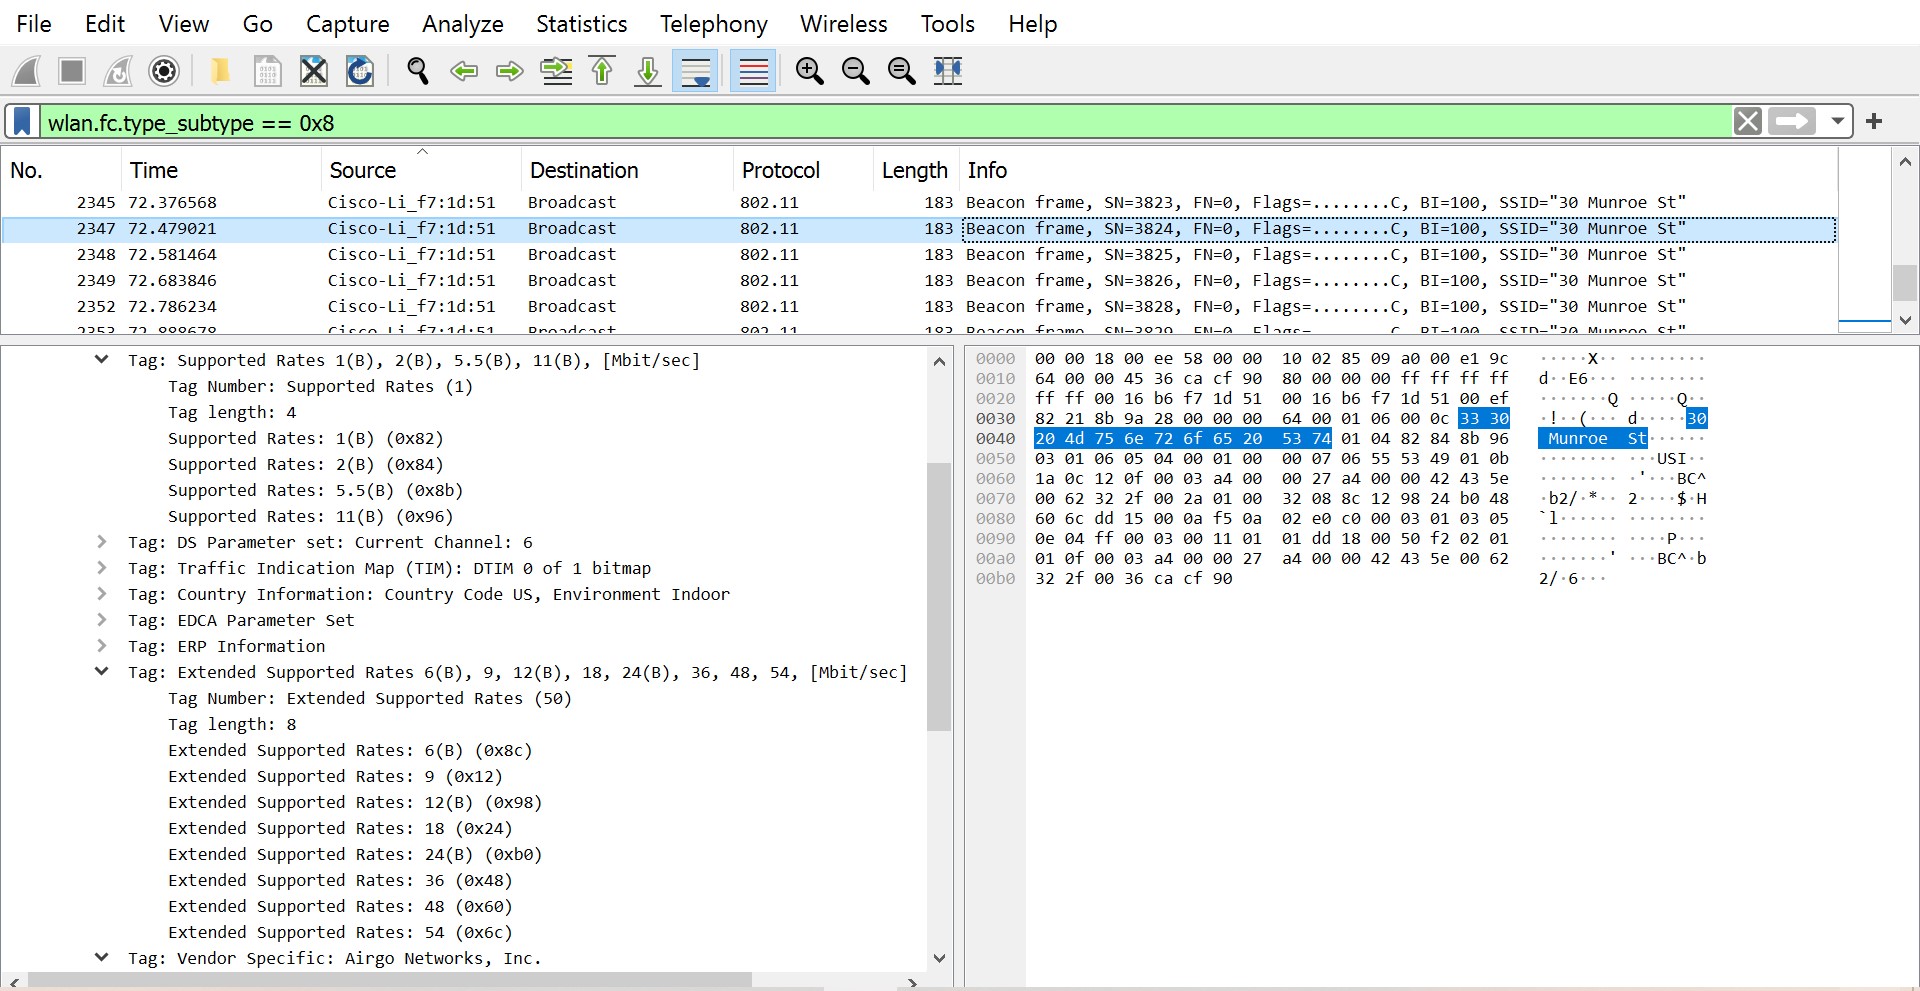 File Edit View Go Capture Analyze Statistics Telephony Wireless Tools Help
wlan.fc.type_subtype == 0x8
No. Time Source Destination Protocol Length Info
2345 72.376568 Cisco-Li_f7:1d:51 Broadcast 802.11 183 Beacon frame, SN=3823, FN=0, Flags=........C, BI=100, SSID="30 Munroe St"
2347 72.479021 Cisco-Li_f7:1d:51 Broadcast 802.11 183 Beacon frame, SN=3824, FN=0, Flags=........C, BI=100, SSID="30 Munroe St"
2348 72.581464 Cisco-Li_f7:1d:51 Broadcast 802.11 183 Beacon frame, SN=3825, FN=0, Flags=........C, BI=100, SSID="30 Munroe St"
2349 72.683846 Cisco-Li_f7:1d:51 Broadcast 802.11 183 Beacon frame, SN=3826, FN=0, Flags=........C, BI=100, SSID="30 Munroe St"
2352 72.786234 Cisco-Li_f7:1d:51 Broadcast 802.11 183 Beacon frame, SN=3828, FN=0, Flags=........C, BI=100, SSID="30 Munroe St"
2353 72.888678 Cisco-Li_f7:1d:51 Broadcast 802.11 183 Beacon frame, SN=3829, FN=0, Flags=........C, BI=100, SSID="30 Munroe St"
Tag: Supported Rates 1(B), 2(B), 5.5(B), 11(B), [Mbit/sec]
Tag Number: Supported Rates (1)
Tag length: 4
Supported Rates: 1(B) (0x82)
Supported Rates: 2(B) (0x84)
Supported Rates: 5.5(B) (0x8b)
Supported Rates: 11(B) (0x96)
Tag: DS Parameter set: Current Channel: 6
Tag: Traffic Indication Map (TIM): DTIM 0 of 1 bitmap
Tag: Country Information: Country Code US, Environment Indoor
Tag: EDCA Parameter Set
Tag: ERP Information
Tag: Extended Supported Rates 6(B), 9, 12(B), 18, 24(B), 36, 48, 54, [Mbit/sec]
Tag Number: Extended Supported Rates (50)
Tag length: 8
Extended Supported Rates: 6(B) (0x8c)
Extended Supported Rates: 9 (0x12)
Extended Supported Rates: 12(B) (0x98)
Extended Supported Rates: 18 (0x24)
Extended Supported Rates: 24(B) (0xb0)
Extended Supported Rates: 36 (0x48)
Extended Supported Rates: 48 (0x60)
Extended Supported Rates: 54 (0x6c)
Tag: Vendor Specific: Airgo Networks, Inc.
0000 00 00 18 00 ee 58 00 00 10 02 85 09 a0 00 e1 9c ·····X·· ········
0010 64 00 00 45 36 ca cf 90 80 00 00 00 ff ff ff ff d··E6··· ········
0020 ff ff 00 16 b6 f7 1d 51 00 16 b6 f7 1d 51 00 ef ·······Q ·····Q··
0030 82 21 8b 9a 28 00 00 00 64 00 01 06 00 0c 33 30 ·!··(··· d·····30
0040 20 4d 75 6e 72 6f 65 20 53 74 01 04 82 84 8b 96 Munroe St······
0050 03 01 06 05 04 00 01 00 00 07 06 55 53 49 01 0b ········ ···USI··
0060 1a 0c 12 0f 00 03 a4 00 00 27 a4 00 00 42 43 5e ········ ·'···BC^
0070 00 62 32 2f 00 2a 01 00 32 08 8c 12 98 24 b0 48 ·b2/·*·· 2····$·H
0080 60 6c dd 15 00 0a f5 0a 02 e0 c0 00 03 01 03 05 `l······ ········
0090 0e 04 ff 00 03 00 11 01 01 dd 18 00 50 f2 02 01 ········ ····P···
00a0 01 0f 00 03 a4 00 00 27 a4 00 00 42 43 5e 00 62 ·······' ···BC^·b
00b0 32 2f 00 36 ca cf 90 2/·6···